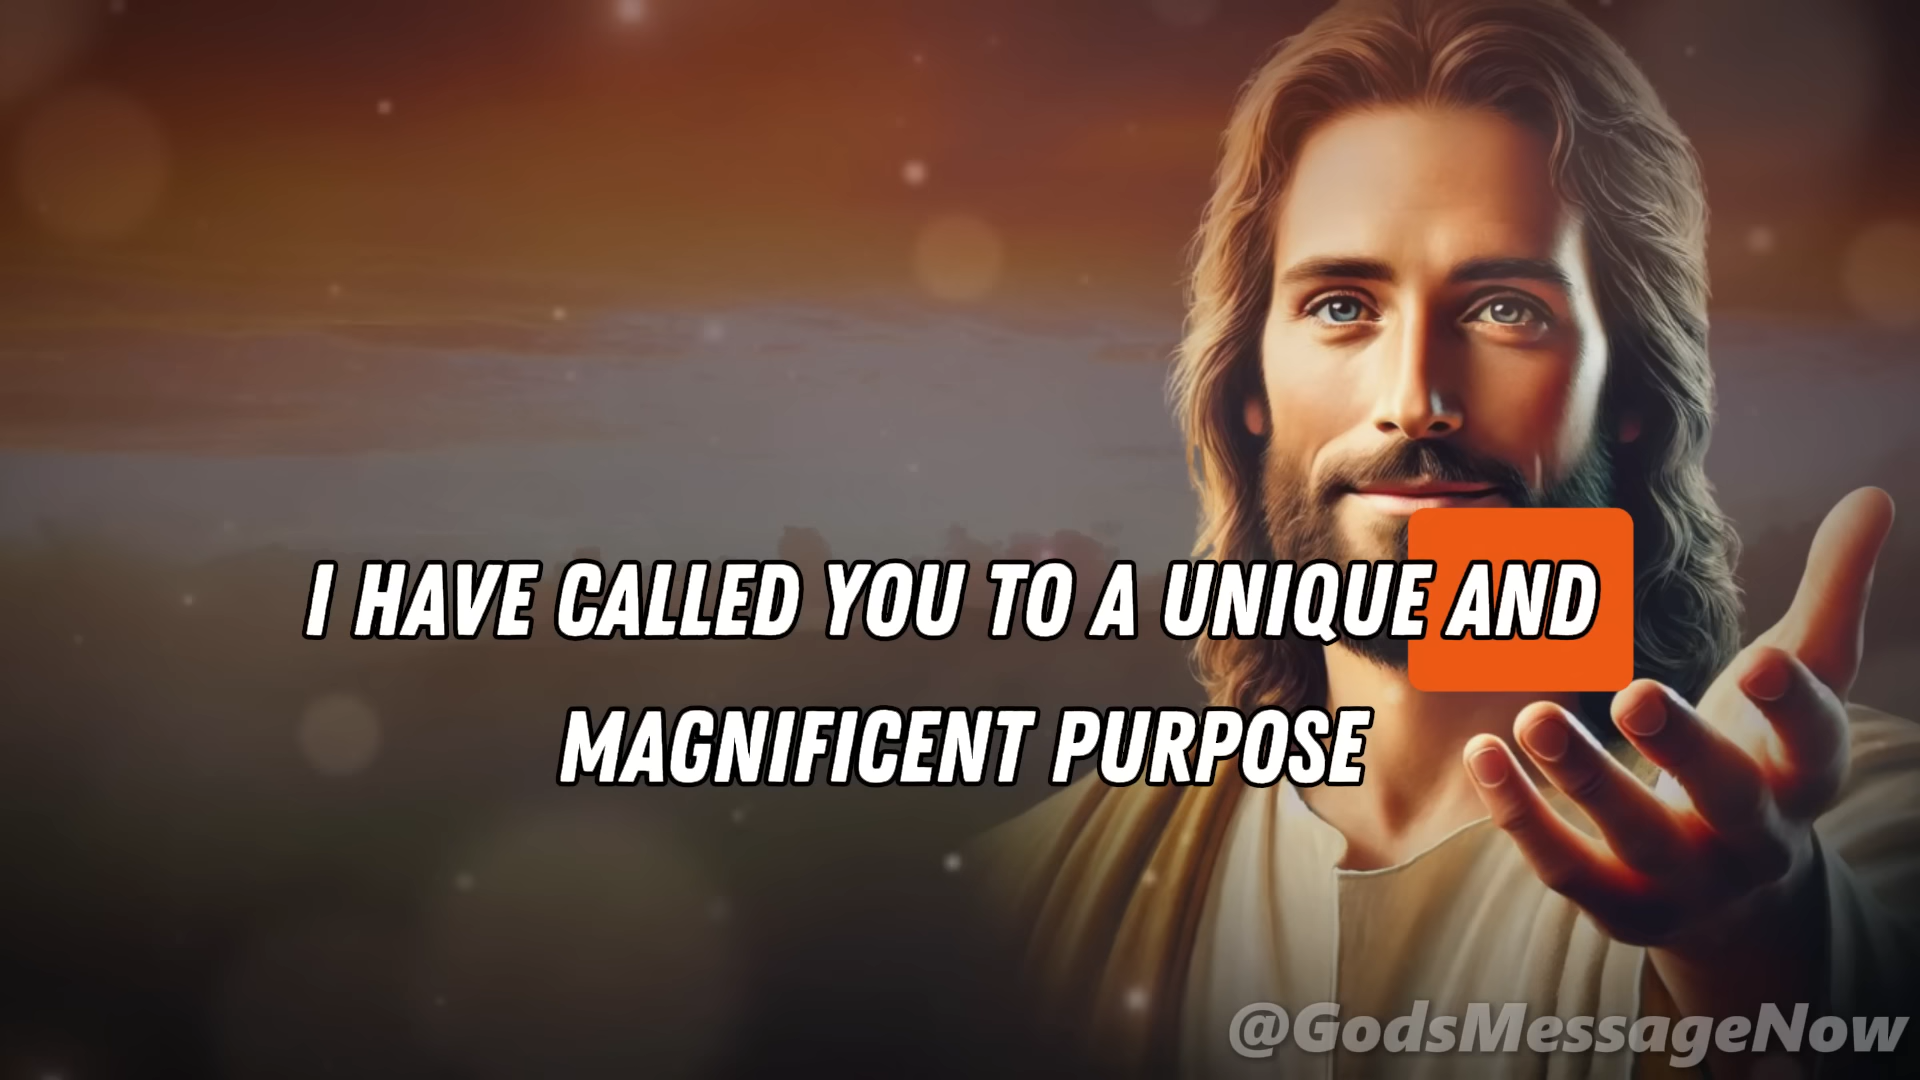 I HAVE CALLED YOU TO A UNIQUE AND
MAGNIFICENT PURPOSE
@GodsMessageNow